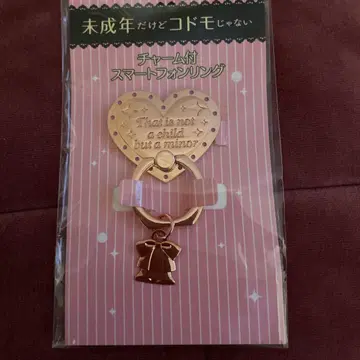 未成年だけどコドモじゃない
チャーム付
スマートフォンリング
That is not
a child
but a minor